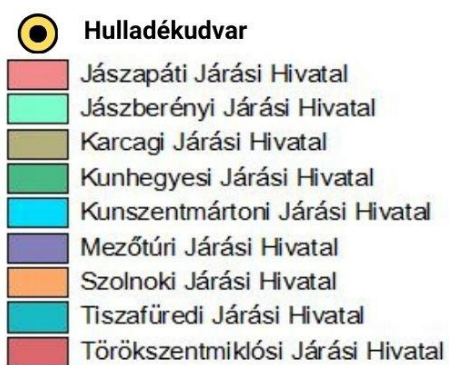 Hulladékudvar
Jászapáti Járási Hivatal
Jászberényi Járási Hivatal
Karcagi Járási Hivatal
Kunhegyesi Járási Hivatal
Kunszentmártoni Járási Hivatal
Mezőtúri Járási Hivatal
Szolnoki Járási Hivatal
Tiszafüredi Járási Hivatal
Törökszentmiklósi Járási Hivatal